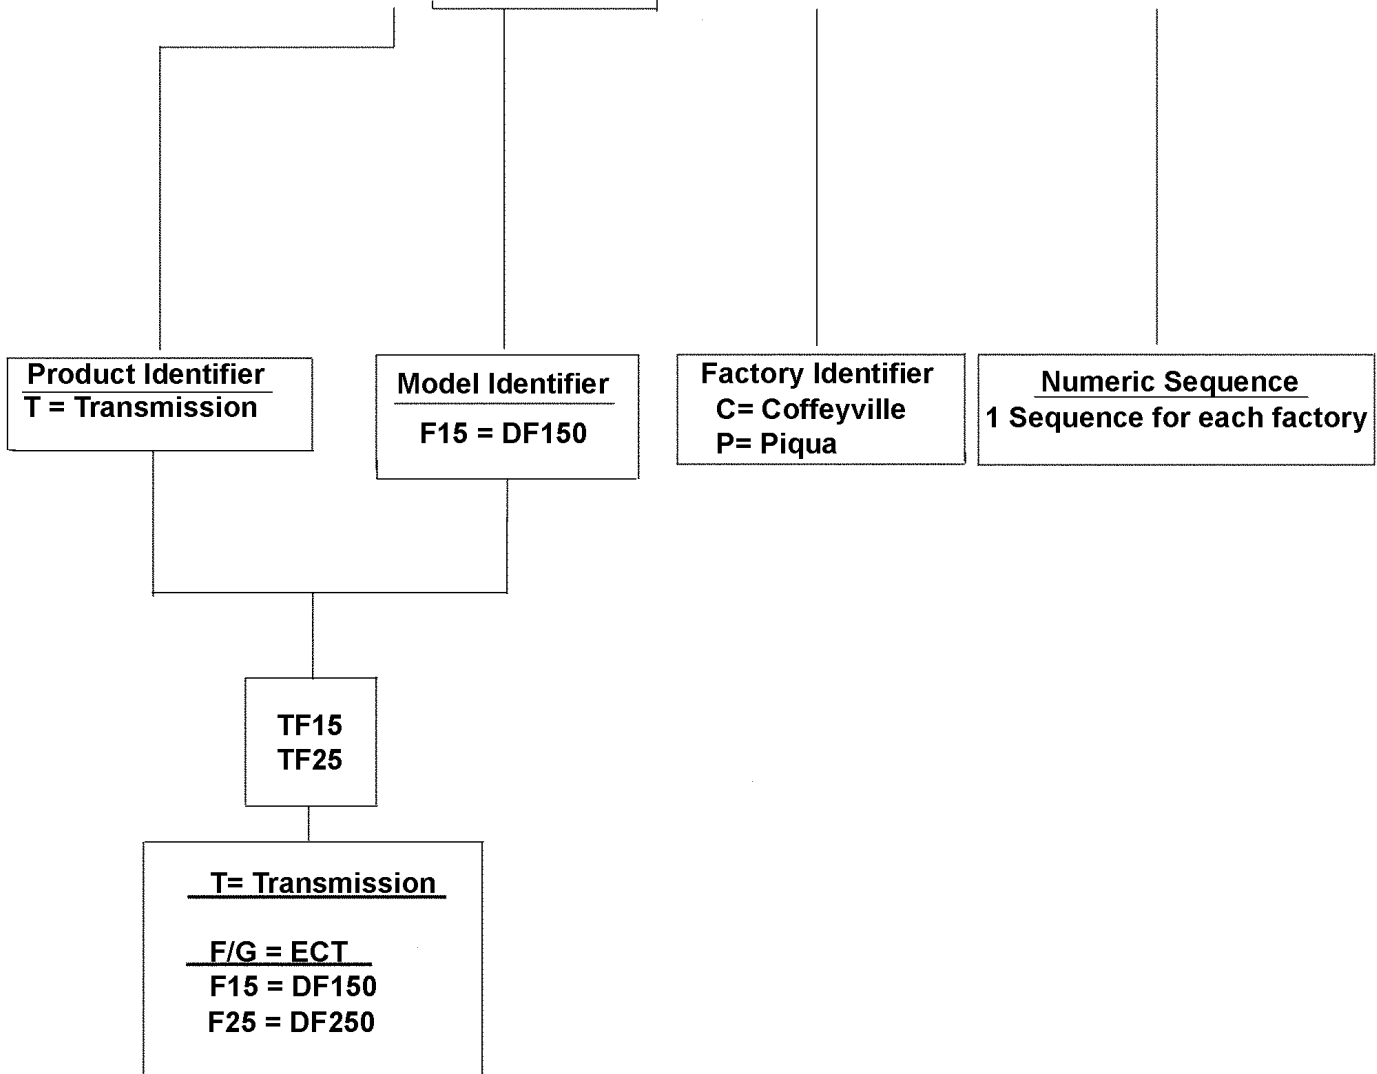 Product Identifier
T = Transmission
Model Identifier
F15 = DF150
Factory Identifier
C= Coffeyville
P= Piqua
Numeric Sequence
1 Sequence for each factory
TF15
TF25
T= Transmission
F/G = ECT
F15 = DF150
F25 = DF250